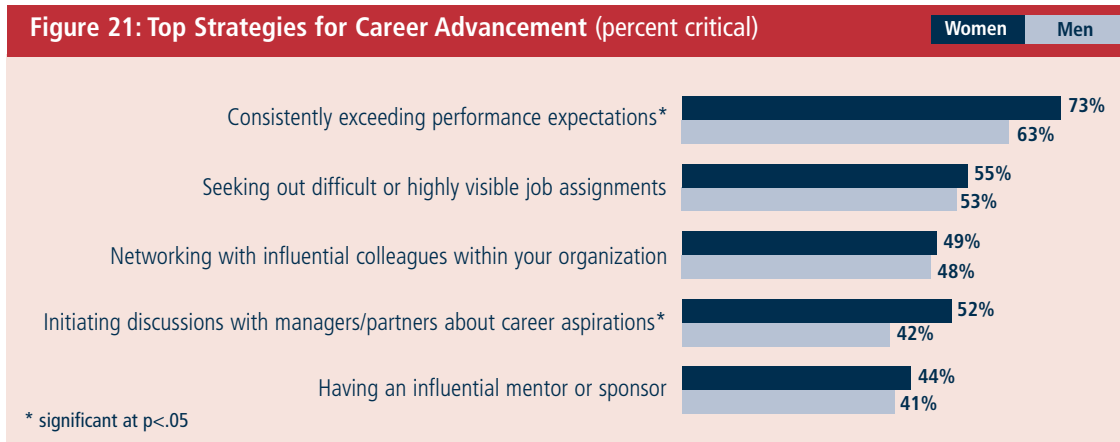 Figure 21: Top Strategies for Career Advancement (percent critical)
Women
Men
Consistently exceeding performance expectations*
73%
63%
Seeking out difficult or highly visible job assignments
55%
53%
Networking with influential colleagues within your organization
49%
48%
Initiating discussions with managers/partners about career aspirations*
52%
42%
Having an influential mentor or sponsor
44%
41%
* significant at p<.05